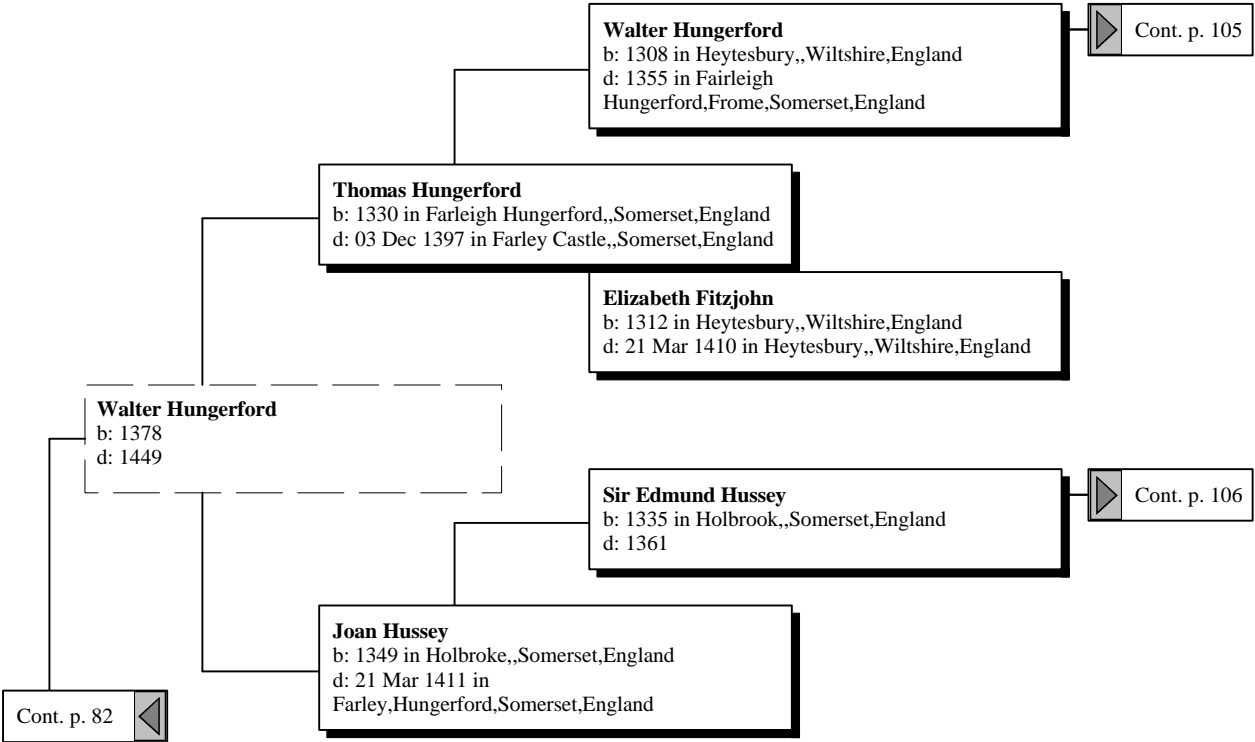 Walter Hungerford
b: 1308 in Heytesbury,,Wiltshire,England
d: 1355 in Fairleigh
Hungerford,Frome,Somerset,England
Cont. p. 105
Thomas Hungerford
b: 1330 in Farleigh Hungerford,,Somerset,England
d: 03 Dec 1397 in Farley Castle,,Somerset,England
Elizabeth Fitzjohn
b: 1312 in Heytesbury,,Wiltshire,England
d: 21 Mar 1410 in Heytesbury,,Wiltshire,England
Walter Hungerford
b: 1378
d: 1449
Sir Edmund Hussey
b: 1335 in Holbrook,,Somerset,England
d: 1361
Cont. p. 106
Joan Hussey
b: 1349 in Holbroke,,Somerset,England
d: 21 Mar 1411 in
Farley,Hungerford,Somerset,England
Cont. p. 82